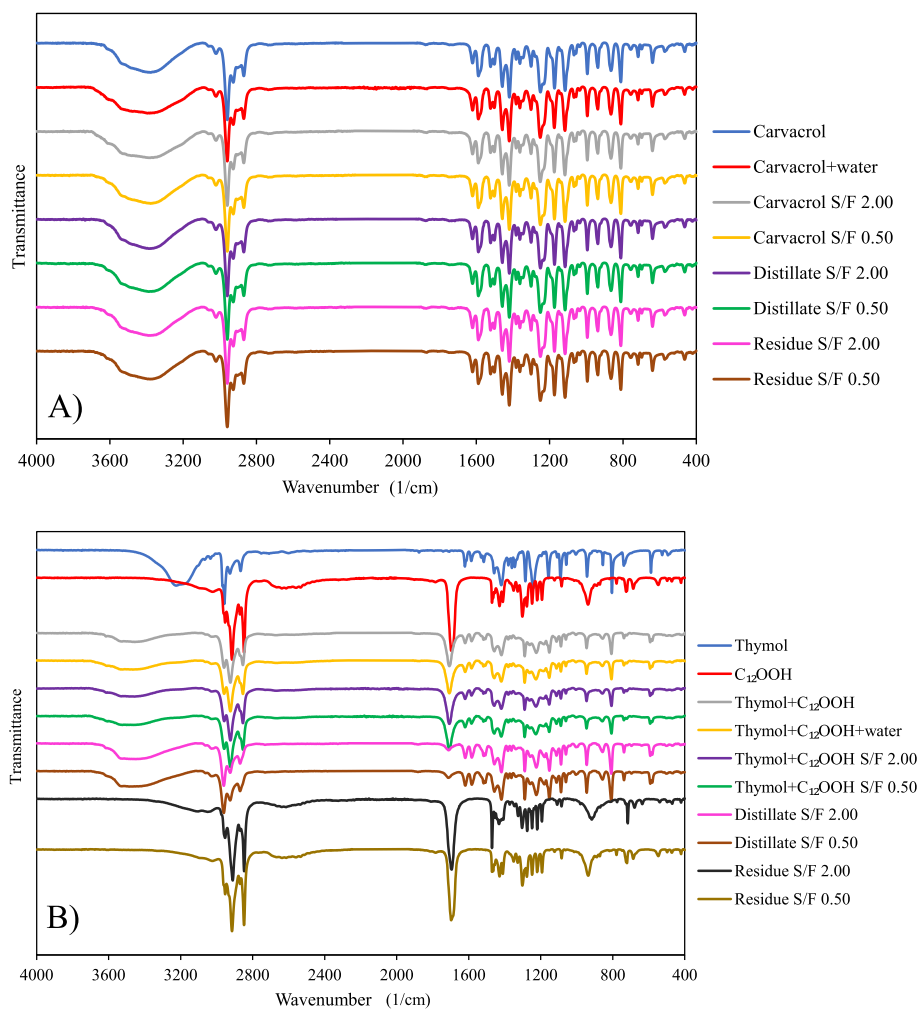 Transmittance
Carvacrol
Carvacrol+water
Carvacrol S/F 2.00
Carvacrol S/F 0.50
Distillate S/F 2.00
Distillate S/F 0.50
Residue S/F 2.00
Residue S/F 0.50
A)
4000 3600 3200 2800 2400 2000 1600 1200 800 400
Wavenumber (1/cm)
Transmittance
Thymol
C₁₂OOH
Thymol+C₁₂OOH
Thymol+C₁₂OOH+water
Thymol+C₁₂OOH S/F 2.00
Thymol+C₁₂OOH S/F 0.50
Distillate S/F 2.00
Distillate S/F 0.50
Residue S/F 2.00
Residue S/F 0.50
B)
4000 3600 3200 2800 2400 2000 1600 1200 800 400
Wavenumber (1/cm)